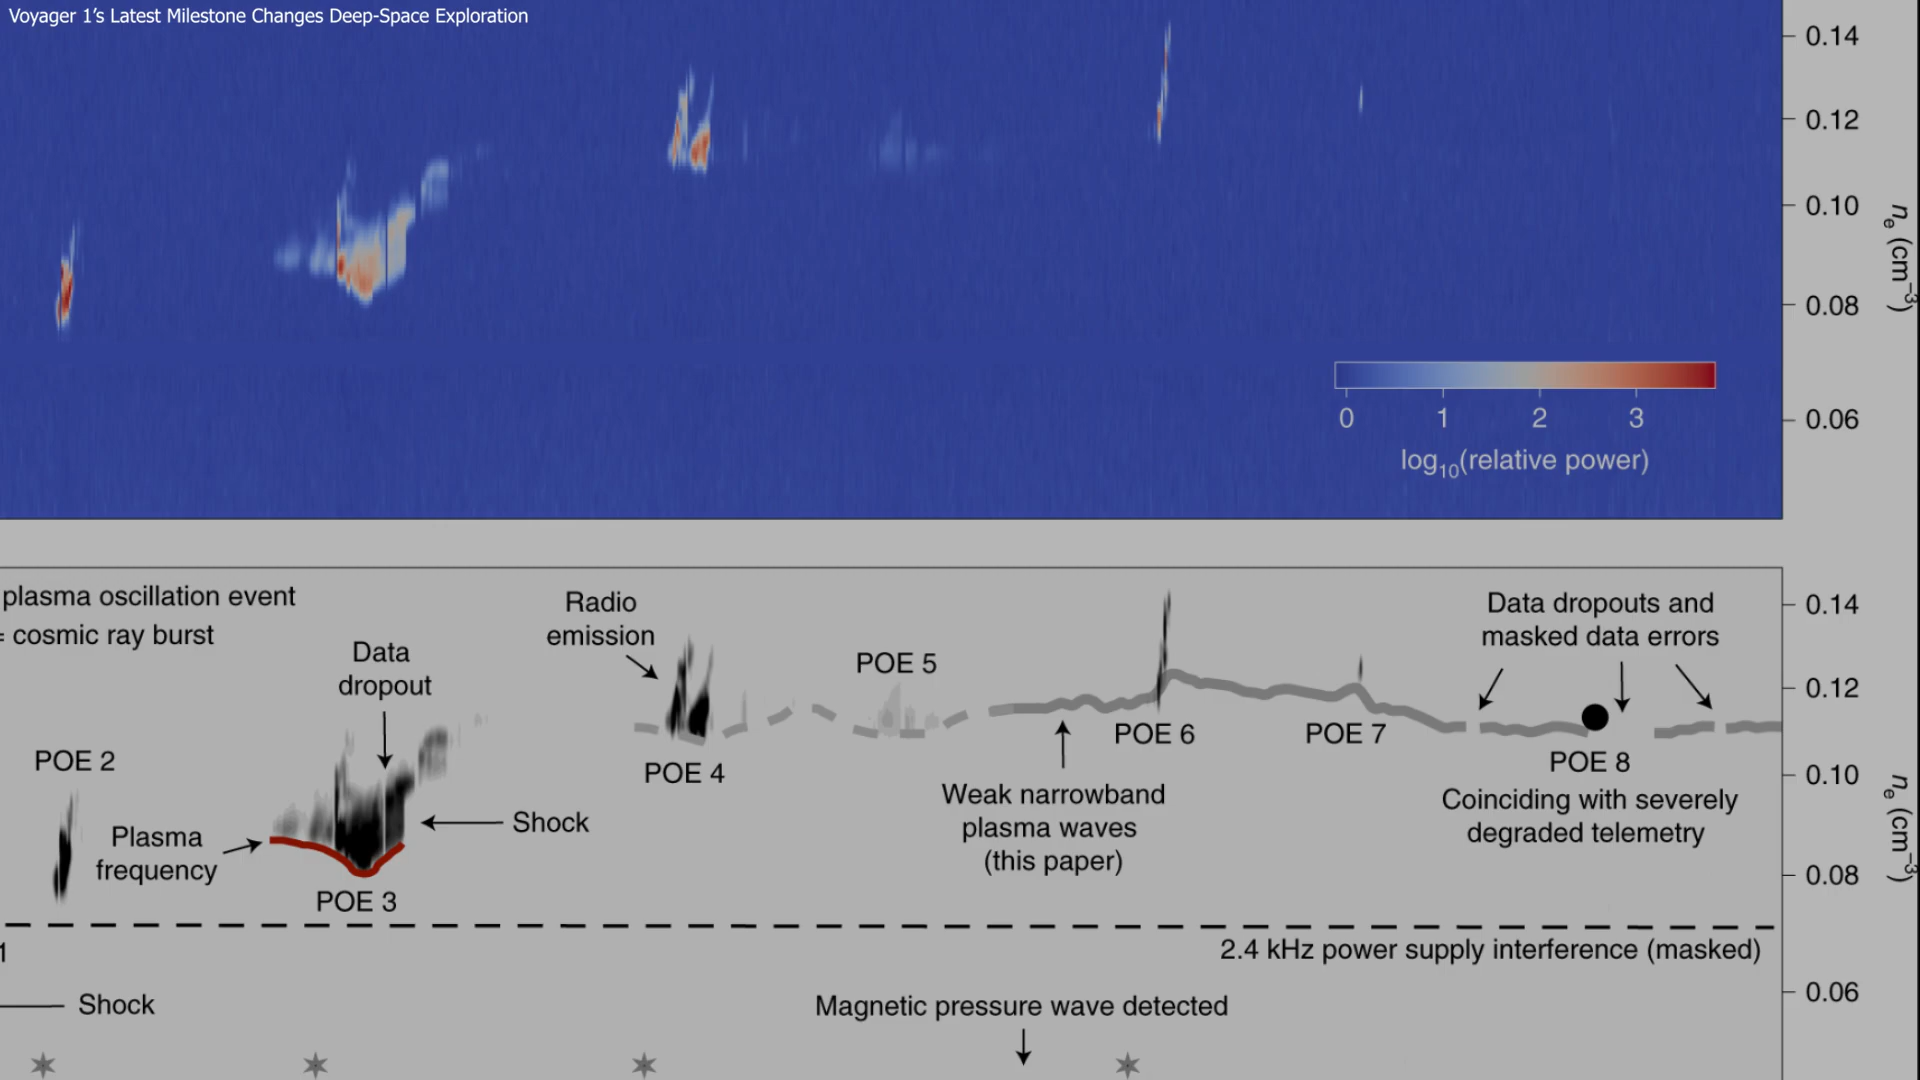 Voyager 1’s Latest Milestone Changes Deep-Space Exploration
0.14
0.12
0.10
0.08
0.06
nₑ (cm⁻³)
0 1 2 3
log₁₀(relative power)
plasma oscillation event
= cosmic ray burst
Data
dropout
Radio
emission
POE 5
Data dropouts and
masked data errors
0.14
0.12
0.10
0.08
0.06
nₑ (cm⁻³)
POE 2
Plasma
frequency
POE 3
Shock
POE 4
Weak narrowband
plasma waves
(this paper)
POE 6
POE 7
POE 8
Coinciding with severely
degraded telemetry
1
2.4 kHz power supply interference (masked)
Shock
Magnetic pressure wave detected